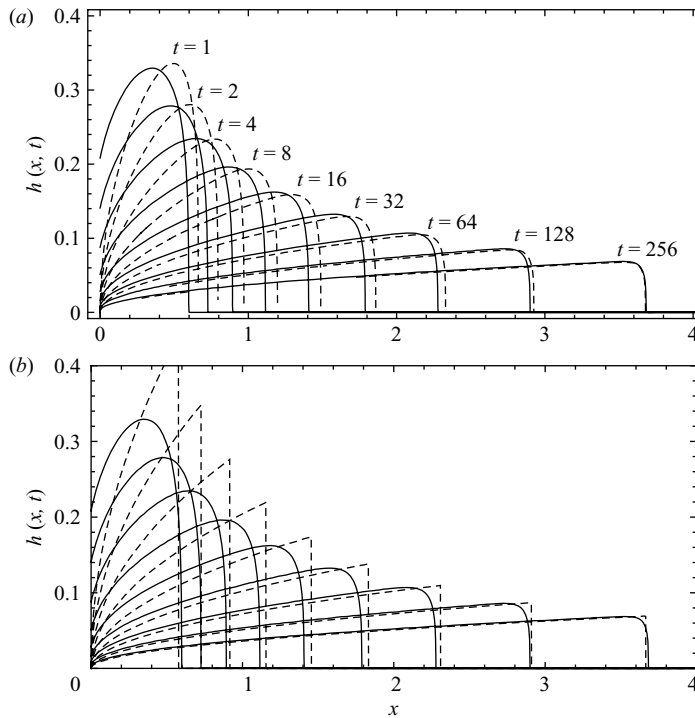 (a)
0.4
t = 1
0.3
t = 2
t = 4
h (x, t)
0.2
t = 8
t = 16
t = 32
0.1
t = 64
t = 128
t = 256
0
0 1 2 3 4
(b)
0.4
0.3
h (x, t)
0.2
0.1
0 1 2 3 4
x